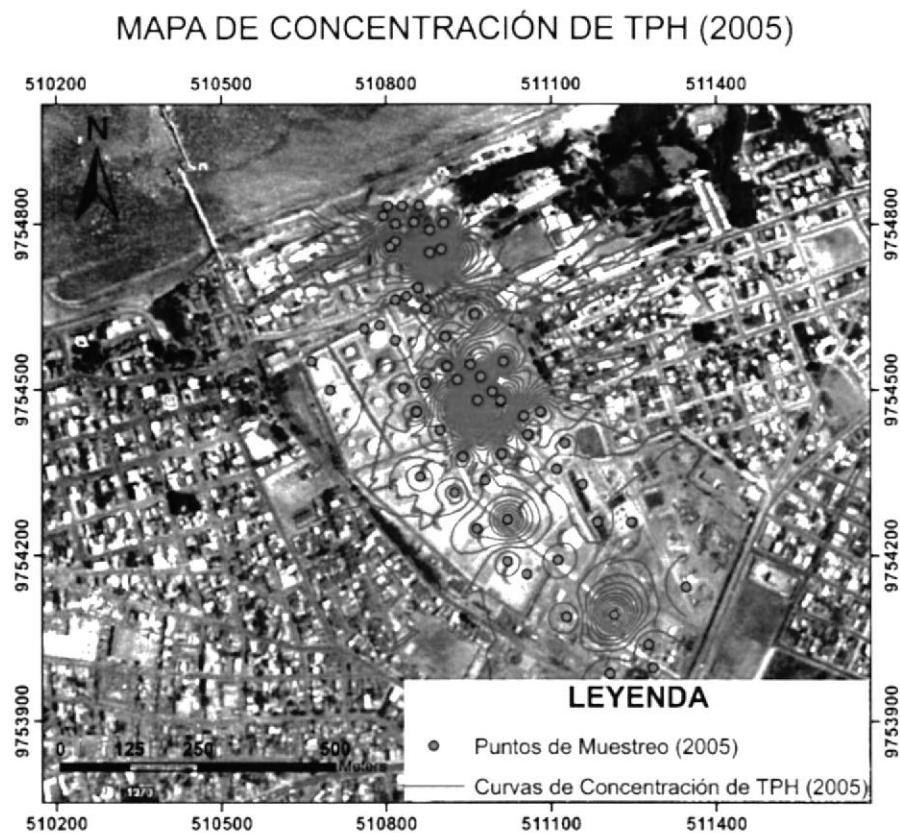 MAPA DE CONCENTRACIÓN DE TPH (2005)
510200 510500 510800 511100 511400
N
9754800 9754800
9754500 9754500
9754200 9754200
9753900 9753900
LEYENDA
Puntos de Muestreo (2005)
Curvas de Concentración de TPH (2005)
0 125 250 500
Meters
510200 510500 510800 511100 511400